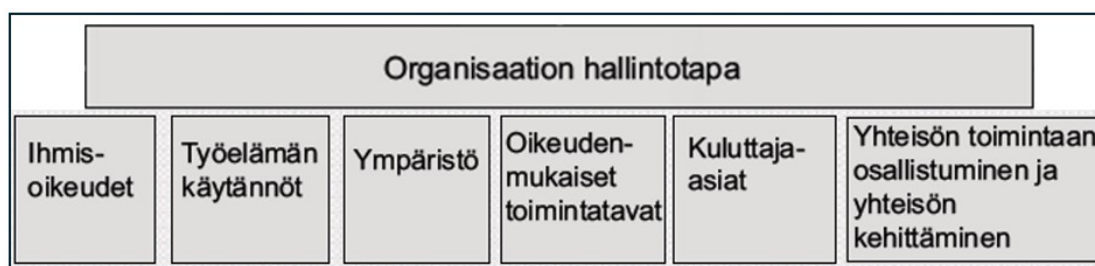 Organisaation hallintotapa
Ihmis-
oikeudet
Työelämän
käytännöt
Ympäristö
Oikeuden-
mukaiset
toimintatavat
Kuluttaja-
asiat
Yhteisön toimintaan
osallistuminen ja
yhteisön
kehittäminen